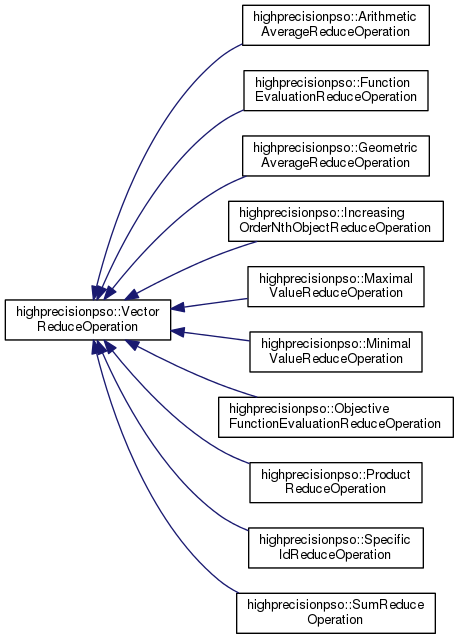 highprecisionpso::Arithmetic
AverageReduceOperation
highprecisionpso::Function
EvaluationReduceOperation
highprecisionpso::Geometric
AverageReduceOperation
highprecisionpso::Increasing
OrderNthObjectReduceOperation
highprecisionpso::Maximal
ValueReduceOperation
highprecisionpso::Vector
ReduceOperation
highprecisionpso::Minimal
ValueReduceOperation
highprecisionpso::Objective
FunctionEvaluationReduceOperation
highprecisionpso::Product
ReduceOperation
highprecisionpso::Specific
IdReduceOperation
highprecisionpso::SumReduce
Operation